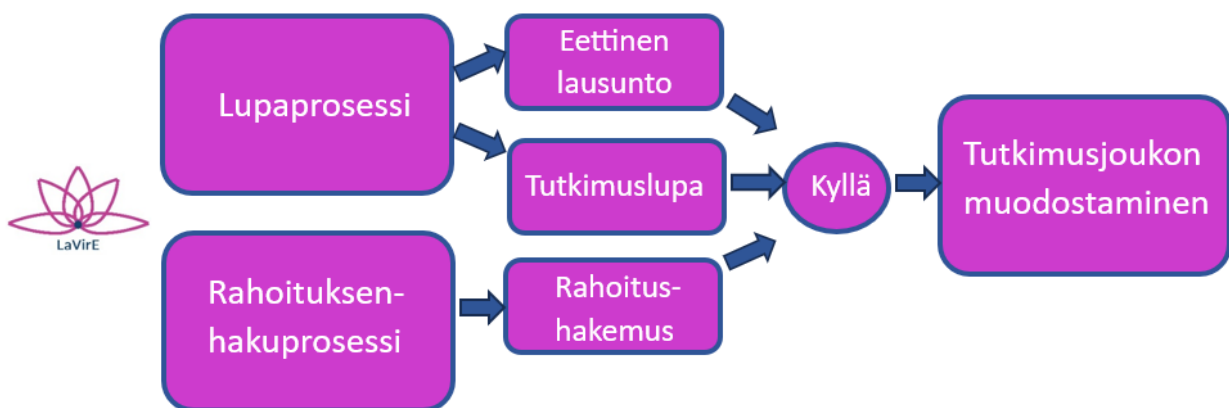 Lupaprosessi
Eettinen
lausunto
Tutkimuslupa
Kyllä
Tutkimusjoukon
muodostaminen
LaVirE
Rahoituksen-
hakuprosessi
Rahoitus-
hakemus